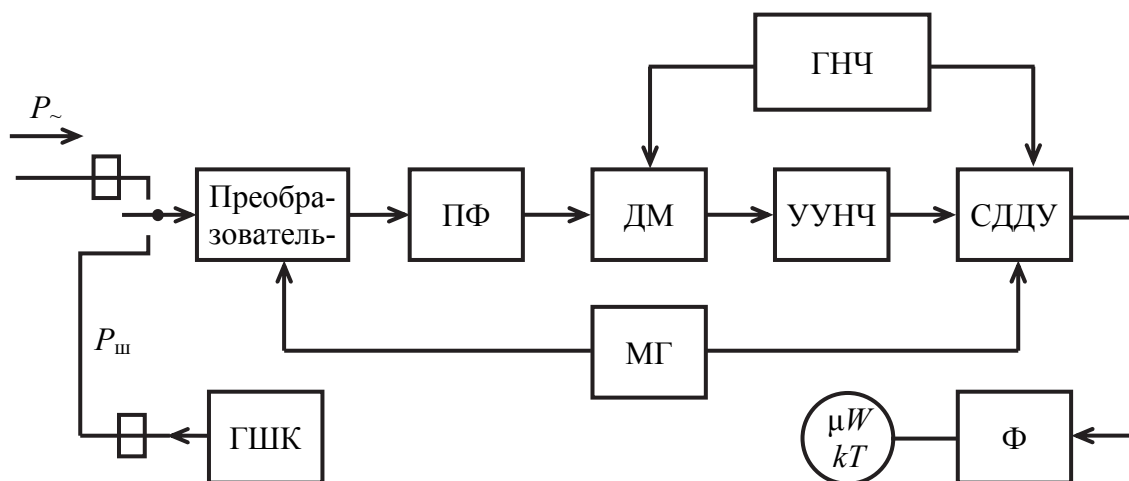 ГНЧ
P~
Преобра-
зователь-
ПФ
ДМ
УУНЧ
СДДУ
Pш
МГ
ГШК
μW
kT
Ф